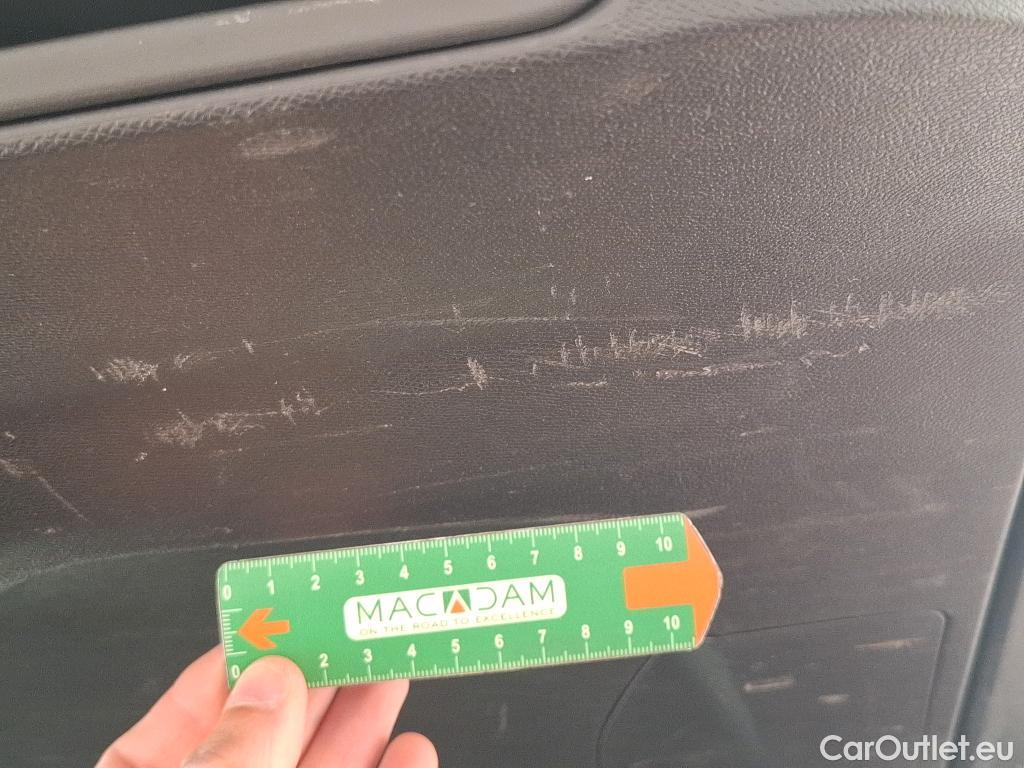 0 1 2 3 4 5 6 7 8 9 10
MACADAM
ON THE ROAD TO EXCELLENCE
0 2 3 4 5 6 7 8 9 10
CarOutlet.eu